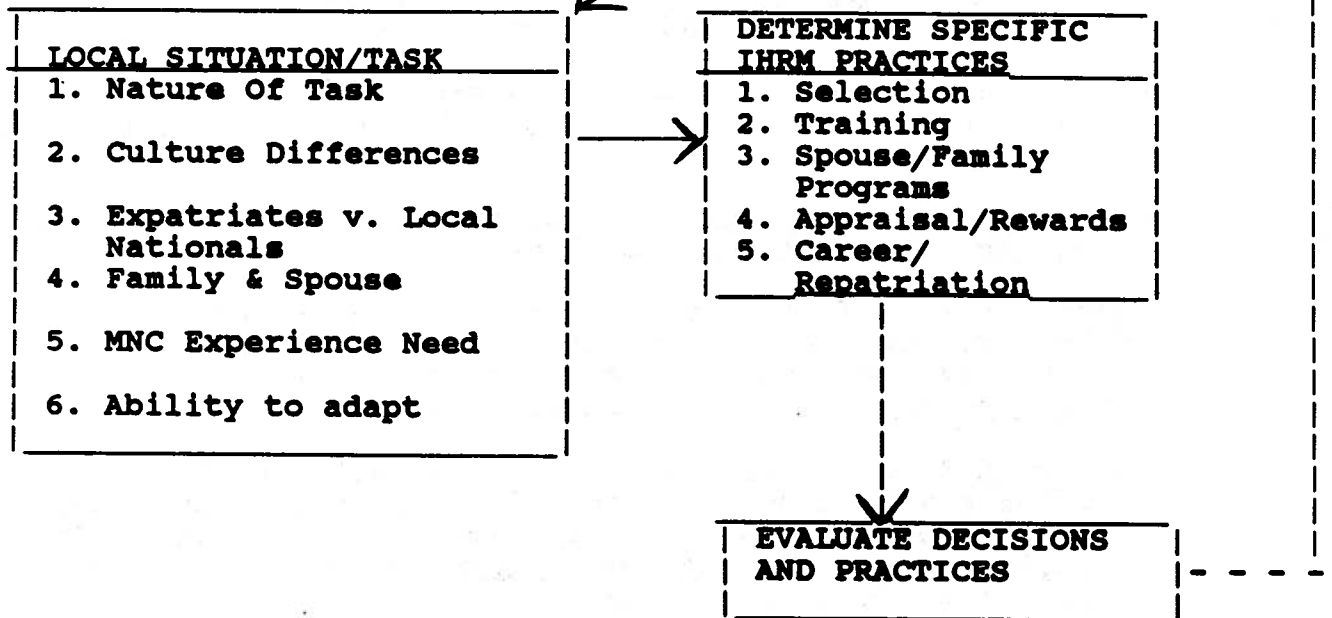 LOCAL SITUATION/TASK
1. Nature Of Task
2. Culture Differences
3. Expatriates v. Local
Nationals
4. Family & Spouse
5. MNC Experience Need
6. Ability to adapt
DETERMINE SPECIFIC
IHRM PRACTICES
1. Selection
2. Training
3. Spouse/Family
Programs
4. Appraisal/Rewards
5. Career/
Repatriation
EVALUATE DECISIONS
AND PRACTICES